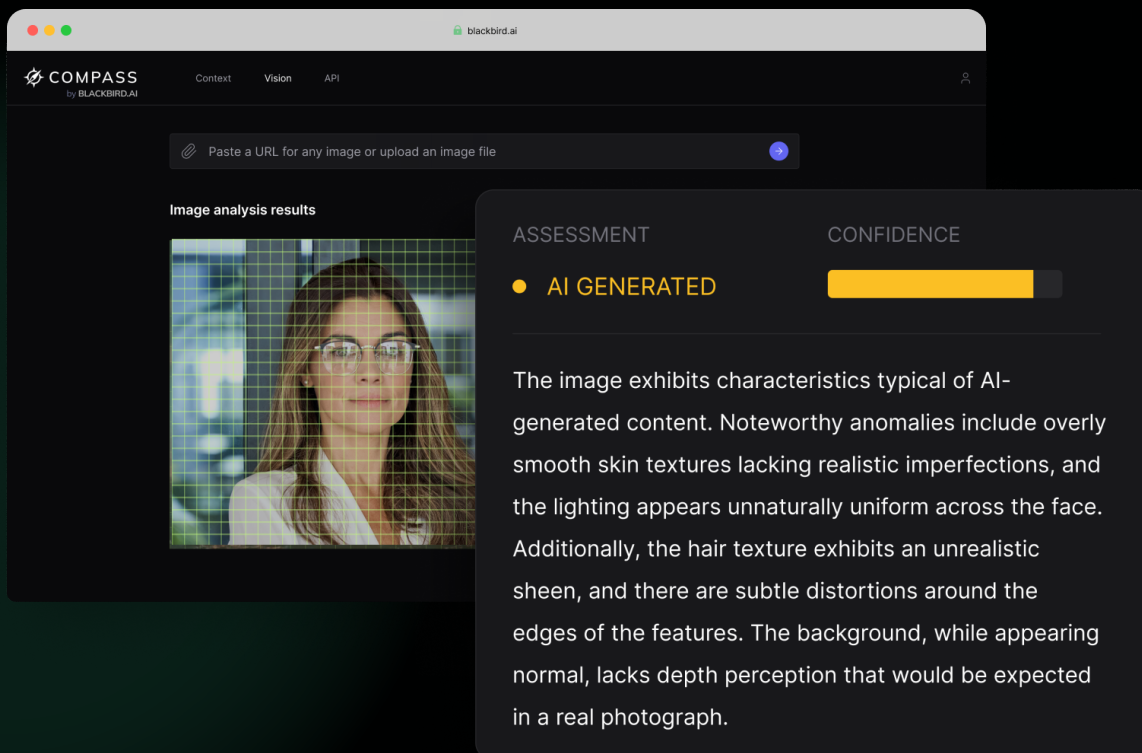 blackbird.ai
COMPASS
by BLACKBIRD.AI
Context
Vision
API
Paste a URL for any image or upload an image file
Image analysis results
ASSESSMENT
CONFIDENCE
AI GENERATED
The image exhibits characteristics typical of AI-
generated content. Noteworthy anomalies include overly
smooth skin textures lacking realistic imperfections, and
the lighting appears unnaturally uniform across the face.
Additionally, the hair texture exhibits an unrealistic
sheen, and there are subtle distortions around the
edges of the features. The background, while appearing
normal, lacks depth perception that would be expected
in a real photograph.